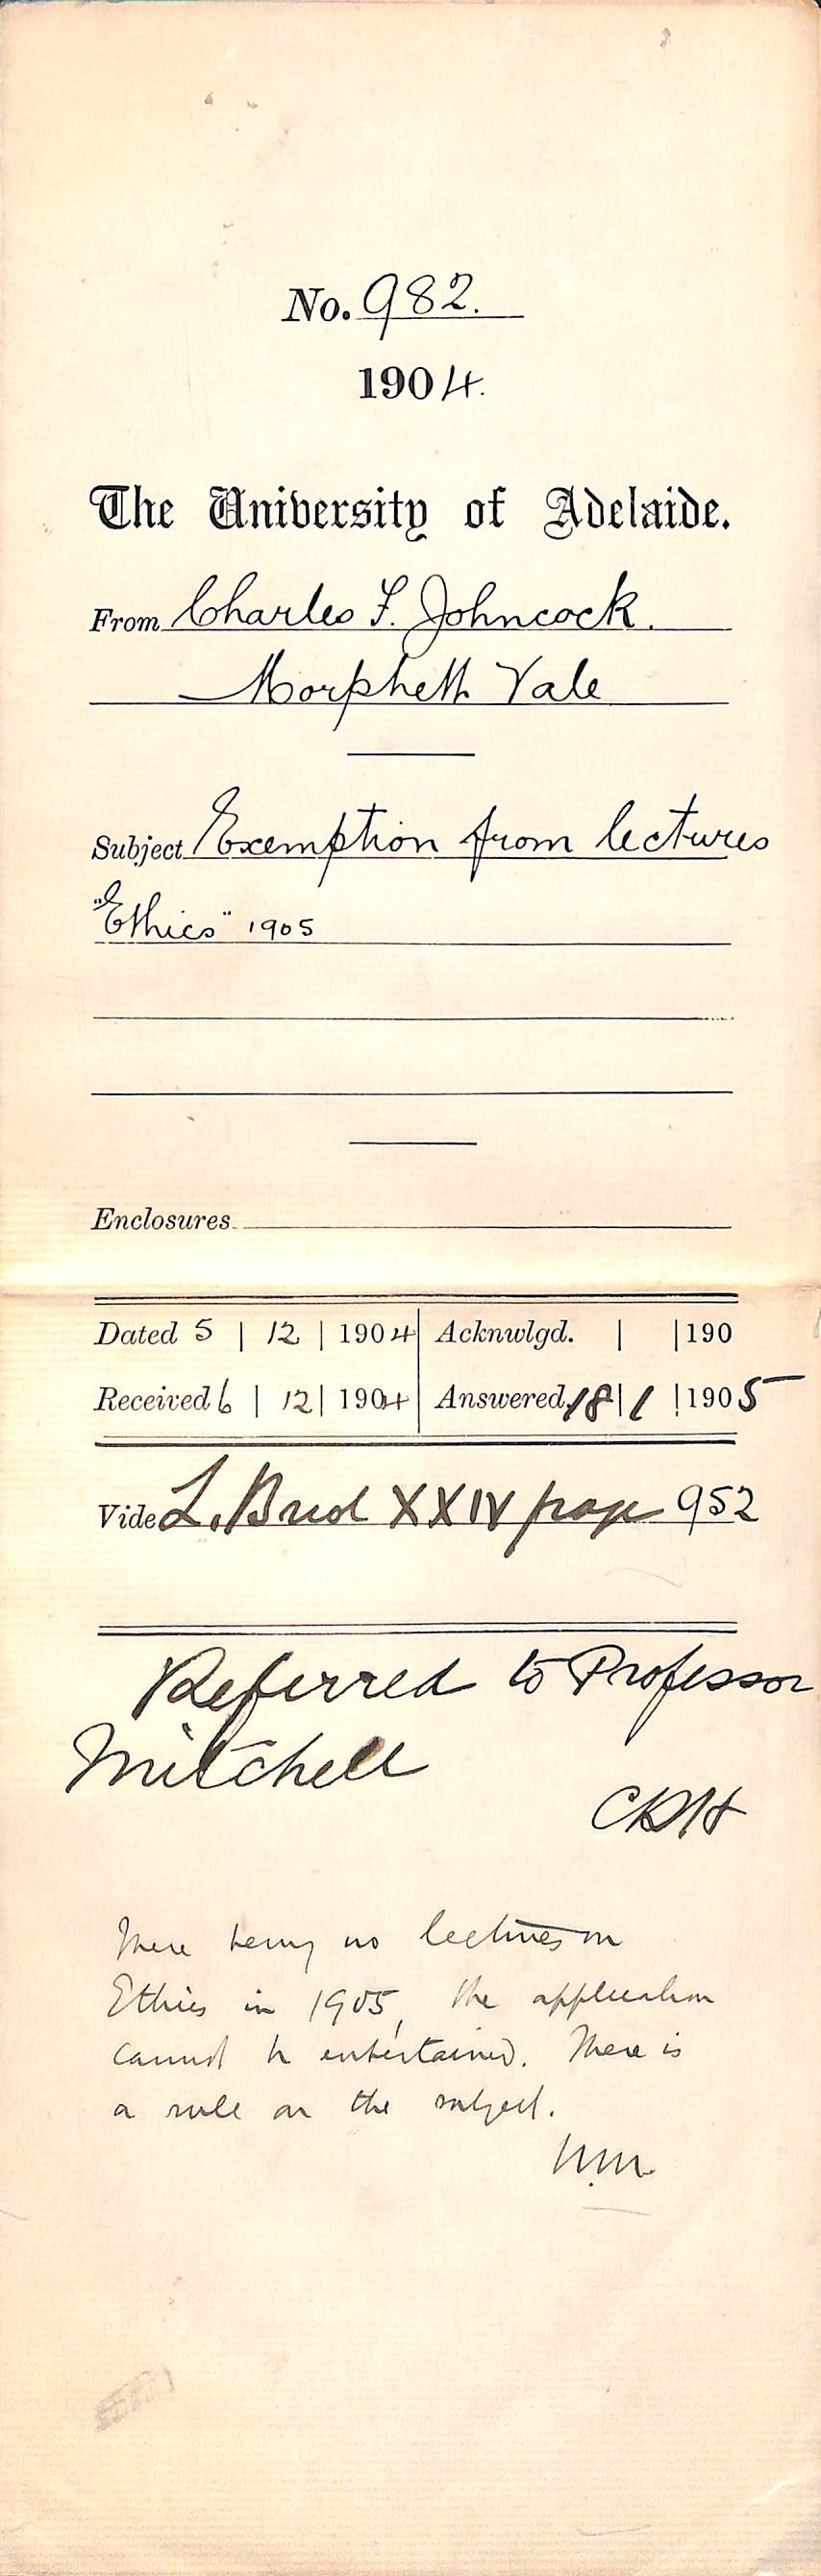 No. 982.
1904.
The University of Adelaide.
From Charles F. Johncock.
Morphett Vale
Subject Exemption from lectures
"Ethics" 1905
Enclosures
Dated 5 | 12 | 1904 Acknwlgd. | | 190
Received 6 | 12 | 1904 Answered 18 | 1 | 1905
Vide L. Book XXIV page 952
Referred to Professor
Mitchell
CRH
There being no lectures on
Ethics in 1905, the application
cannot be entertained. There is
a rule on the subject.
W.M.